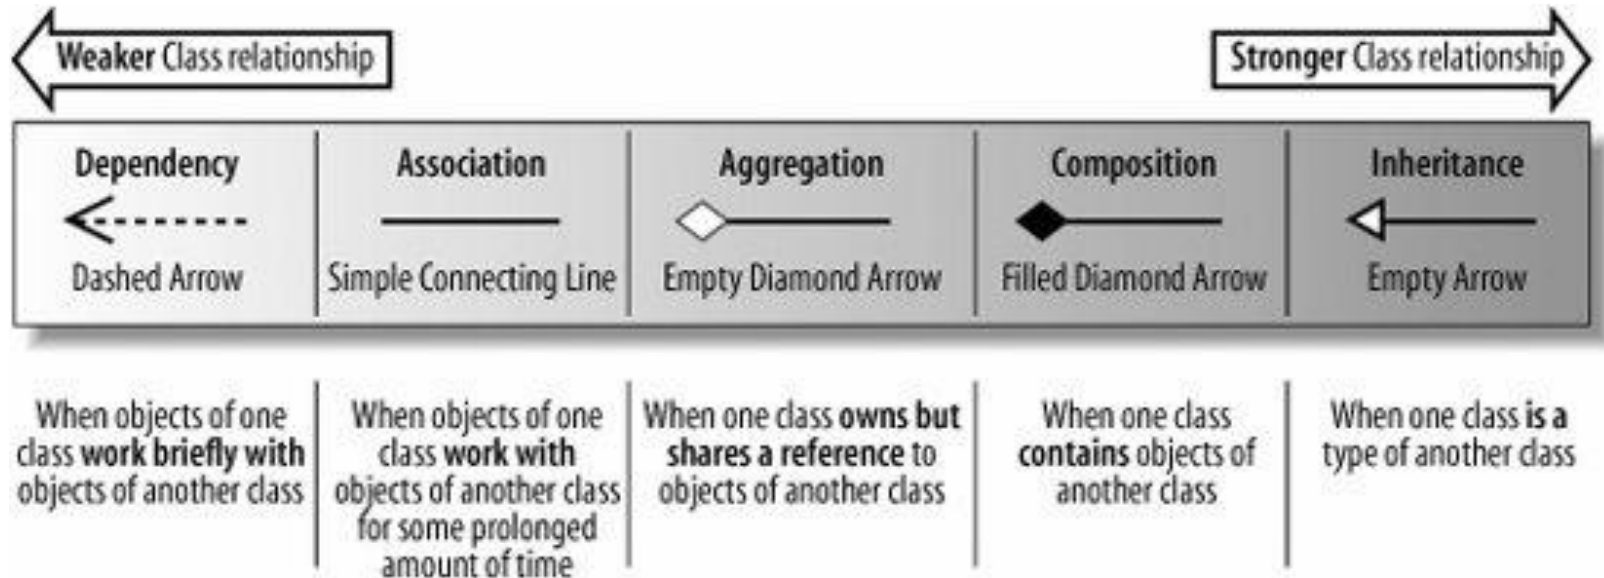 Weaker Class relationship
Stronger Class relationship
Dependency
Association
Aggregation
Composition
Inheritance
Dashed Arrow
Simple Connecting Line
Empty Diamond Arrow
Filled Diamond Arrow
Empty Arrow
When objects of one
class work briefly with
objects of another class
When objects of one
class work with
objects of another class
for some prolonged
amount of time
When one class owns but
shares a reference to
objects of another class
When one class
contains objects of
another class
When one class is a
type of another class